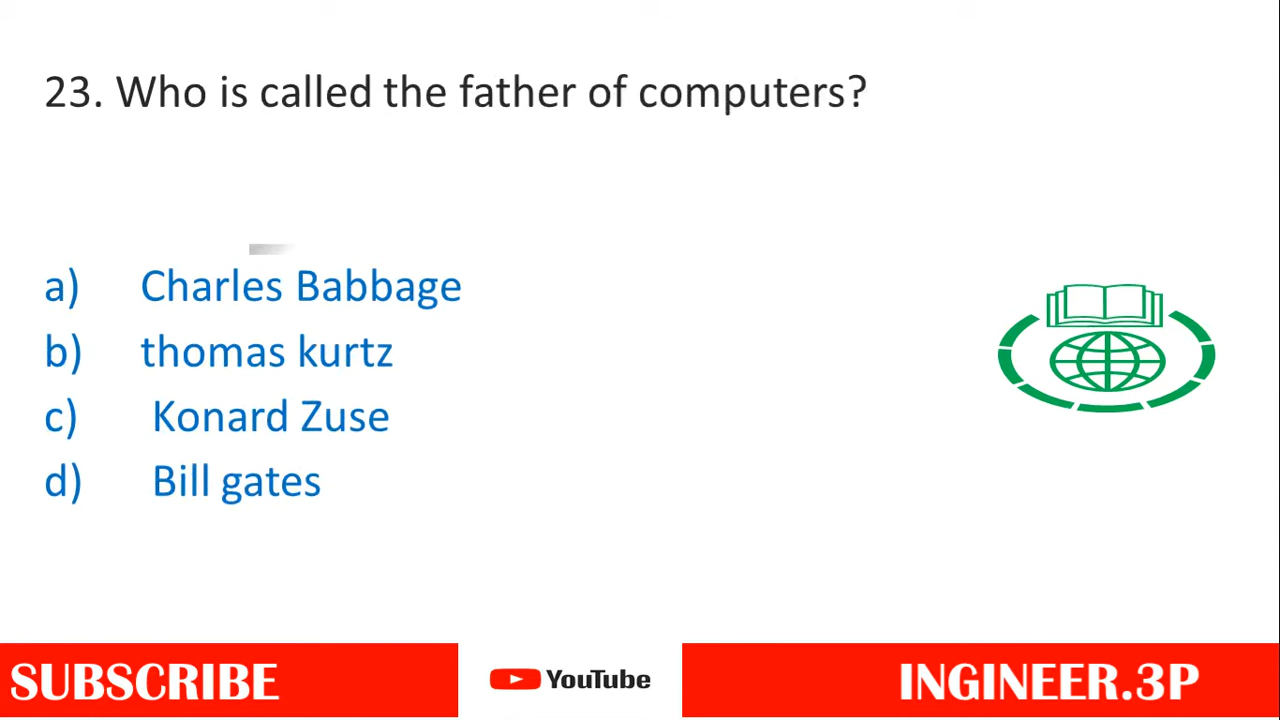 23. Who is called the father of computers?
a) Charles Babbage
b) thomas kurtz
c) Konard Zuse
d) Bill gates
SUBSCRIBE YouTube INGINEER.3P